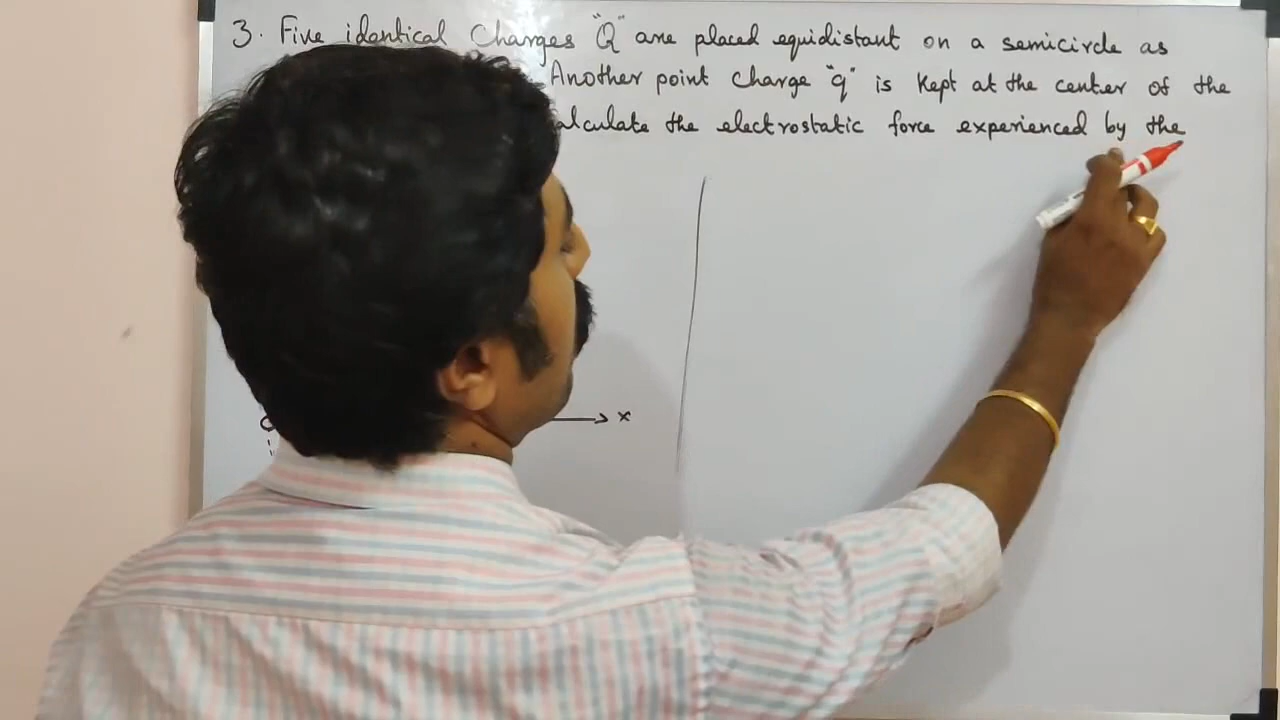 3. Five identical charges "Q" are placed equidistant on a semicircle as
Another point charge "q" is kept at the center of the
alculate the electrostatic force experienced by the
x